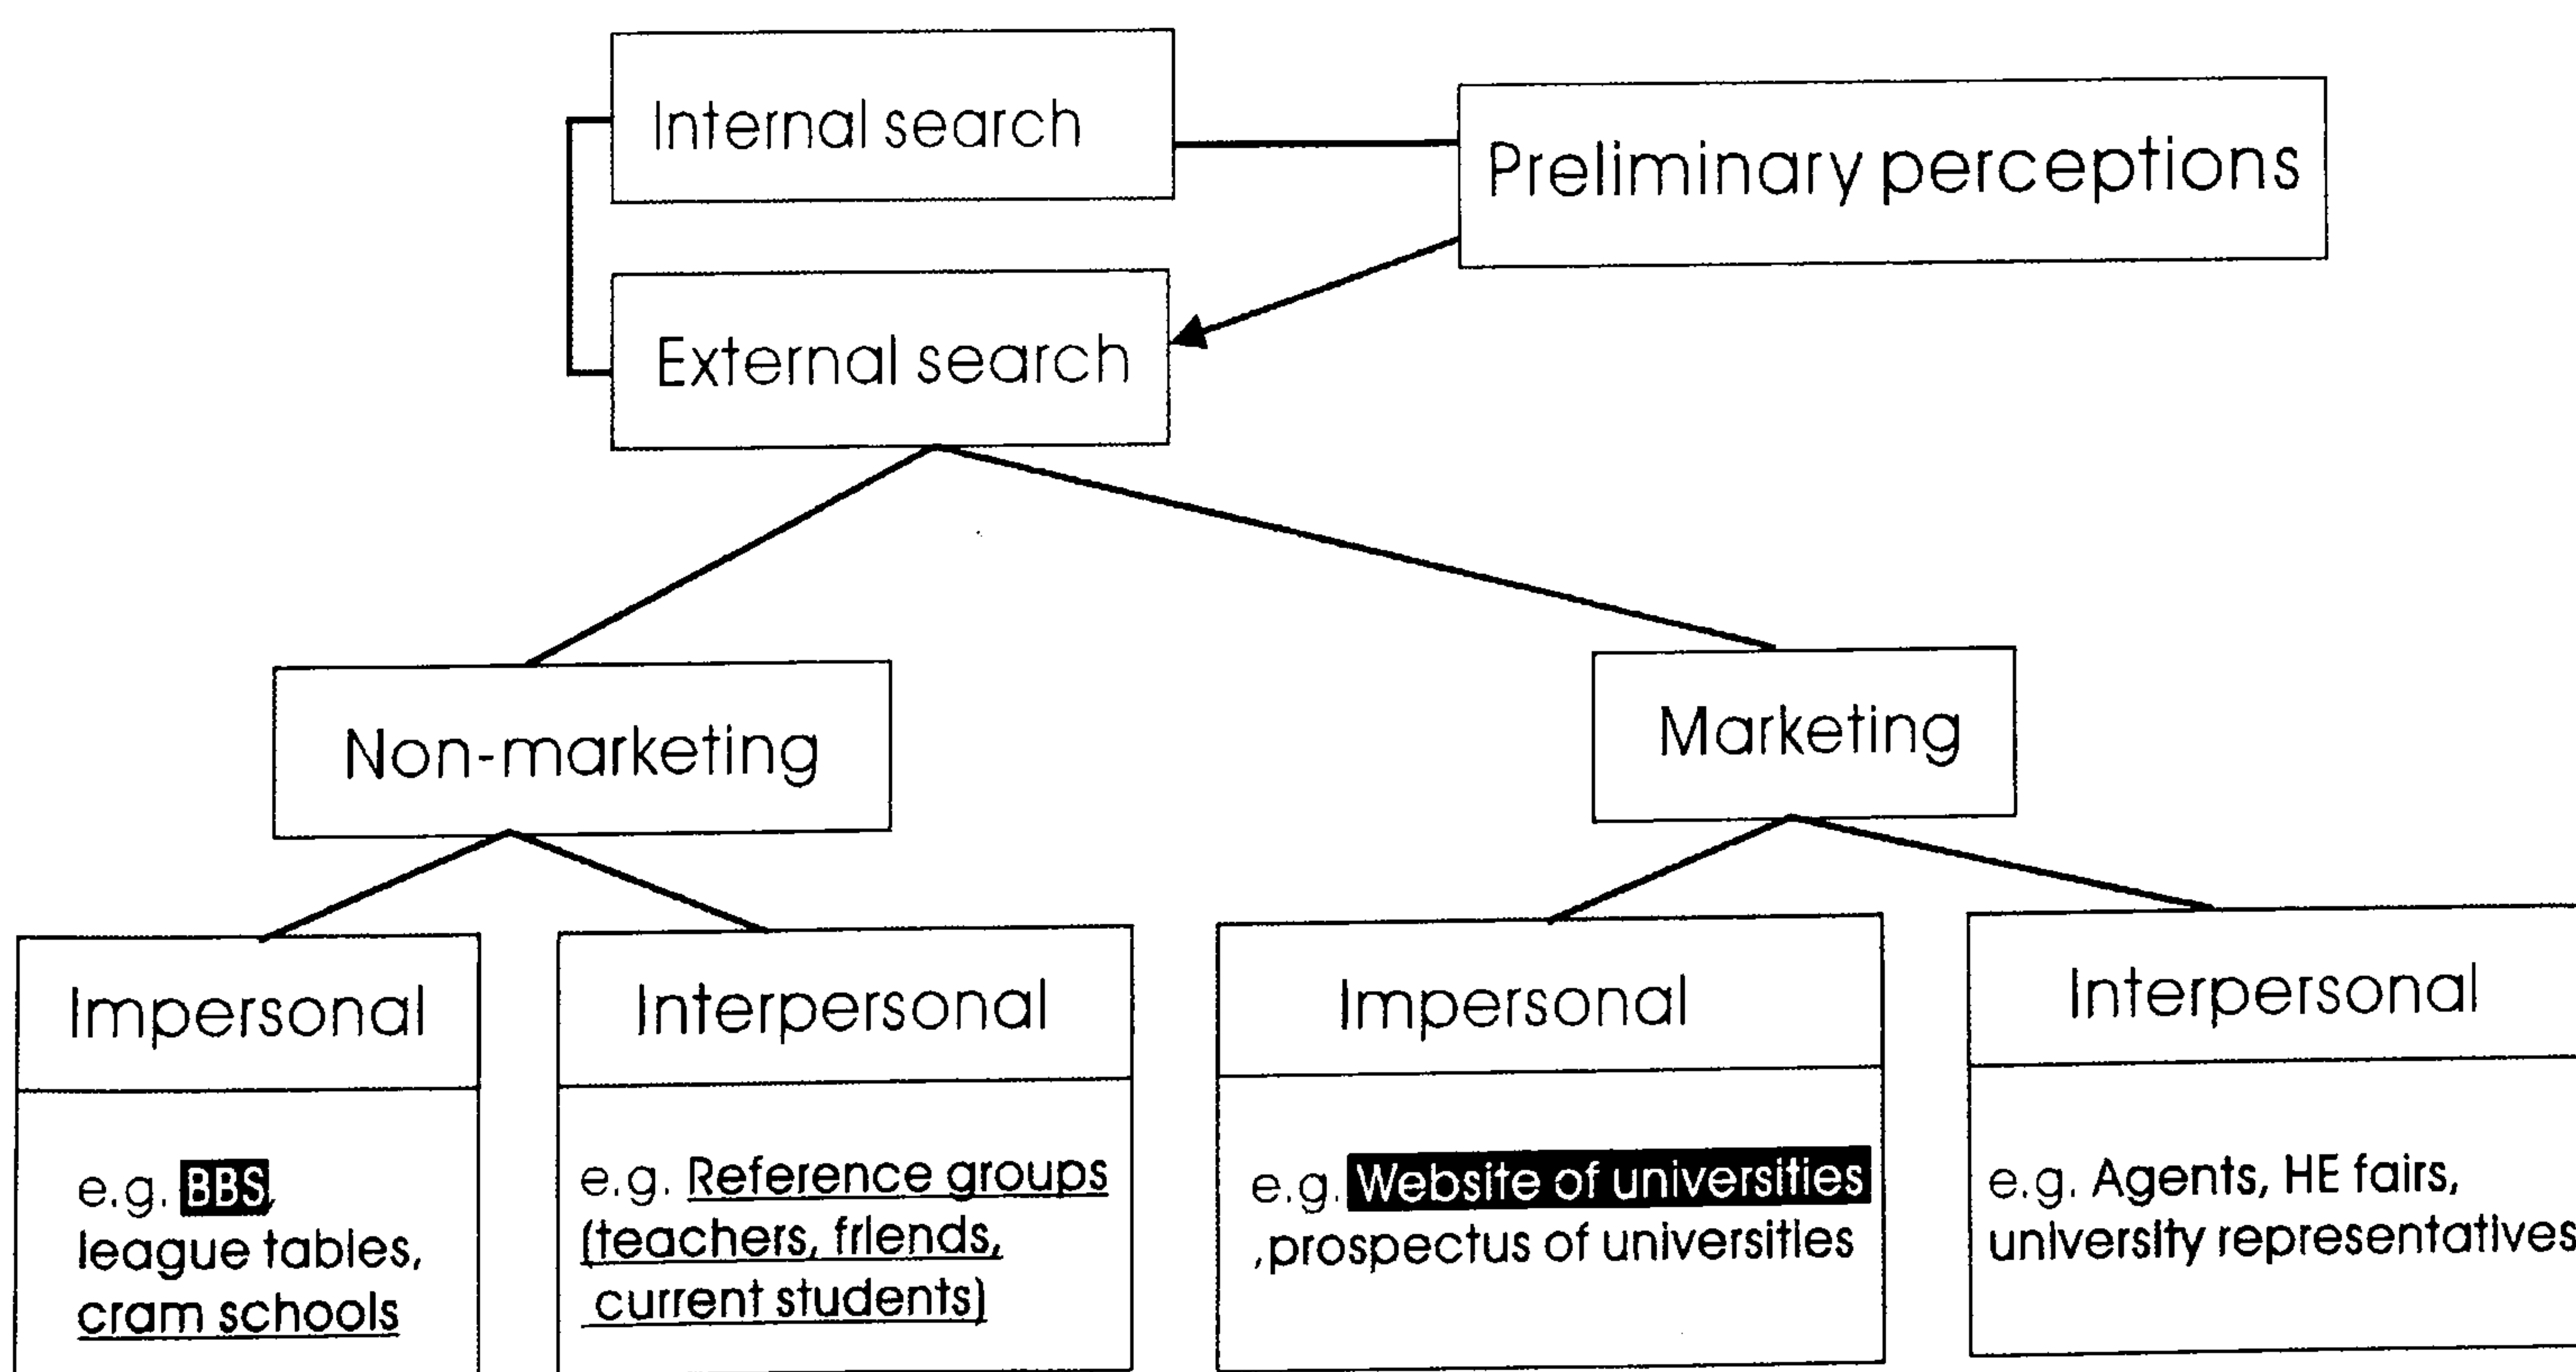 Internal search
Preliminary perceptions
External search
Non-marketing
Marketing
Impersonal
e.g. BBS,
league tables,
cram schools
Interpersonal
e.g. Reference groups
(teachers, friends,
current students)
Impersonal
e.g. Website of universities
,prospectus of universities
Interpersonal
e.g. Agents, HE fairs,
university representatives